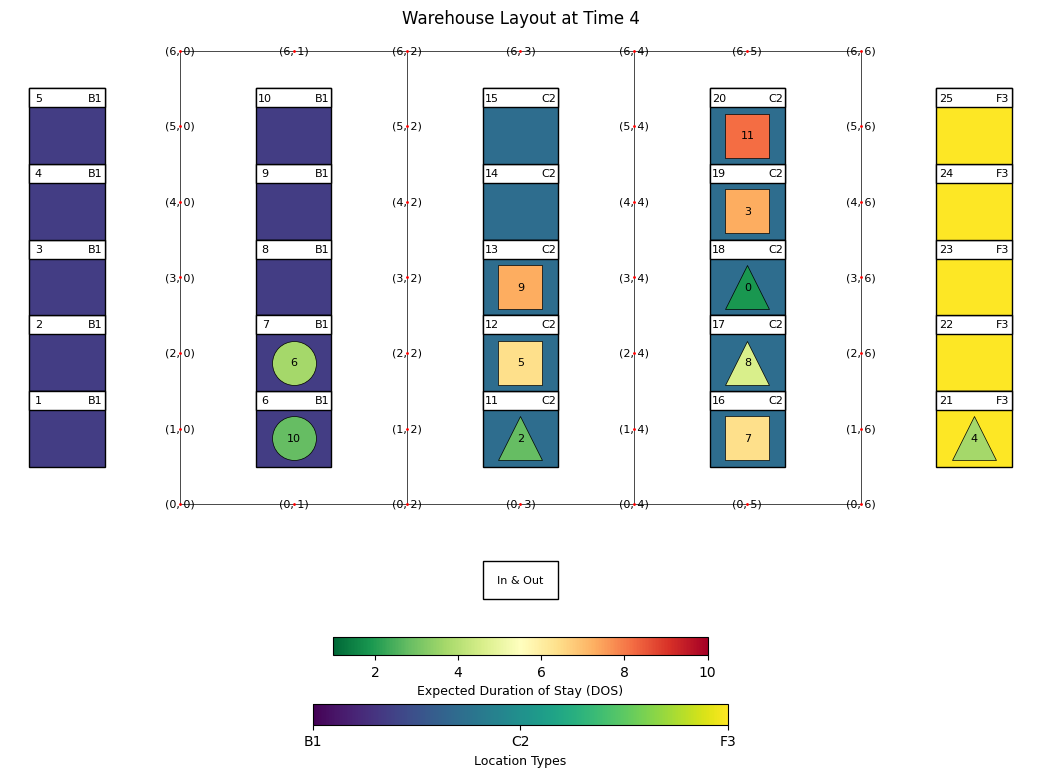 Warehouse Layout at Time 4
(6, 0) (6, 1) (6, 2) (6, 3) (6, 4) (6, 5) (6, 6)
5 B1 10 B1 15 C2 20 C2 25 F3
(5, 0) (5, 2) (5, 4) 11 (5, 6)
4 B1 9 B1 14 C2 19 C2 24 F3
(4, 0) (4, 2) (4, 4) 3 (4, 6)
3 B1 8 B1 13 C2 18 C2 23 F3
(3, 0) (3, 2) 9 (3, 4) 0 (3, 6)
2 B1 7 B1 12 C2 17 C2 22 F3
(2, 0) 6 (2, 2) 5 (2, 4) 8 (2, 6)
1 B1 6 B1 11 C2 16 C2 21 F3
(1, 0) 10 (1, 2) 2 (1, 4) 7 (1, 6) 4
(0, 0) (0, 1) (0, 2) (0, 3) (0, 4) (0, 5) (0, 6)
In & Out
2 4 6 8 10
Expected Duration of Stay (DOS)
B1 C2 F3
Location Types